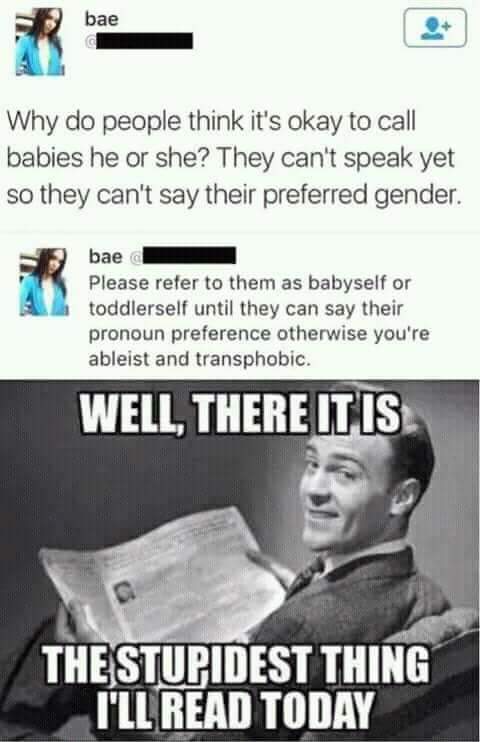 bae
@
Why do people think it's okay to call
babies he or she? They can't speak yet
so they can't say their preferred gender.
bae @
Please refer to them as babyself or
toddlerself until they can say their
pronoun preference otherwise you're
ableist and transphobic.
WELL, THERE IT IS
THE STUPIDEST THING
I'LL READ TODAY